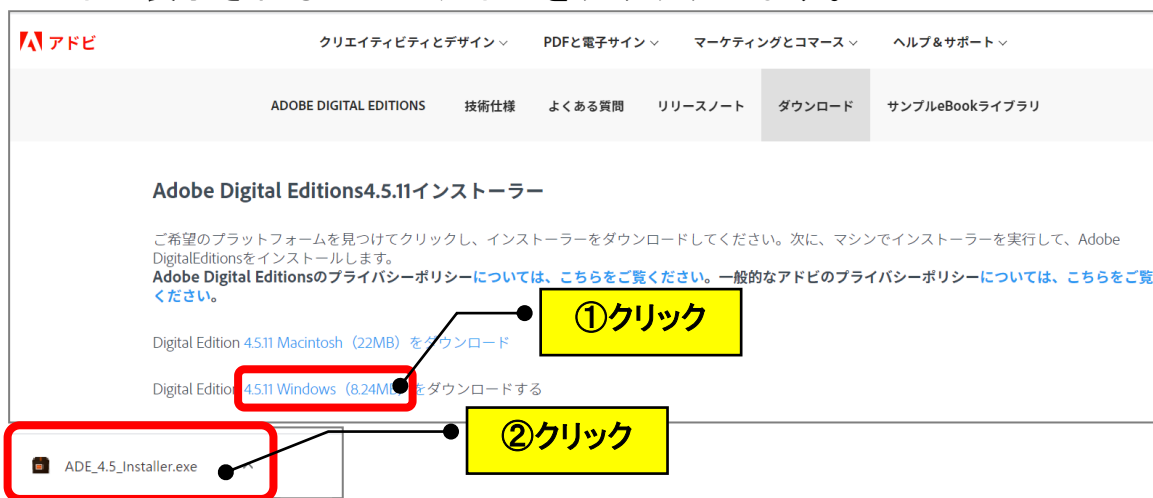 アドビ
クリエイティビティとデザイン
PDFと電子サイン
マーケティングとコマース
ヘルプ＆サポート
ADOBE DIGITAL EDITIONS
技術仕様
よくある質問
リリースノート
ダウンロード
サンプルeBookライブラリ
Adobe Digital Editions4.5.11インストーラー
ご希望のプラットフォームを見つけてクリックし、インストーラーをダウンロードしてください。次に、マシンでインストーラーを実行して、Adobe
DigitalEditionsをインストールします。
Adobe Digital Editionsのプライバシーポリシーについては、こちらをご覧ください。一般的なアドビのプライバシーポリシーについては、こちらをご覧
ください。
①クリック
Digital Edition 4.5.11 Macintosh（22MB）をダウンロード
Digital Edition 4.5.11 Windows（8.24MB）をダウンロードする
②クリック
ADE_4.5_Installer.exe